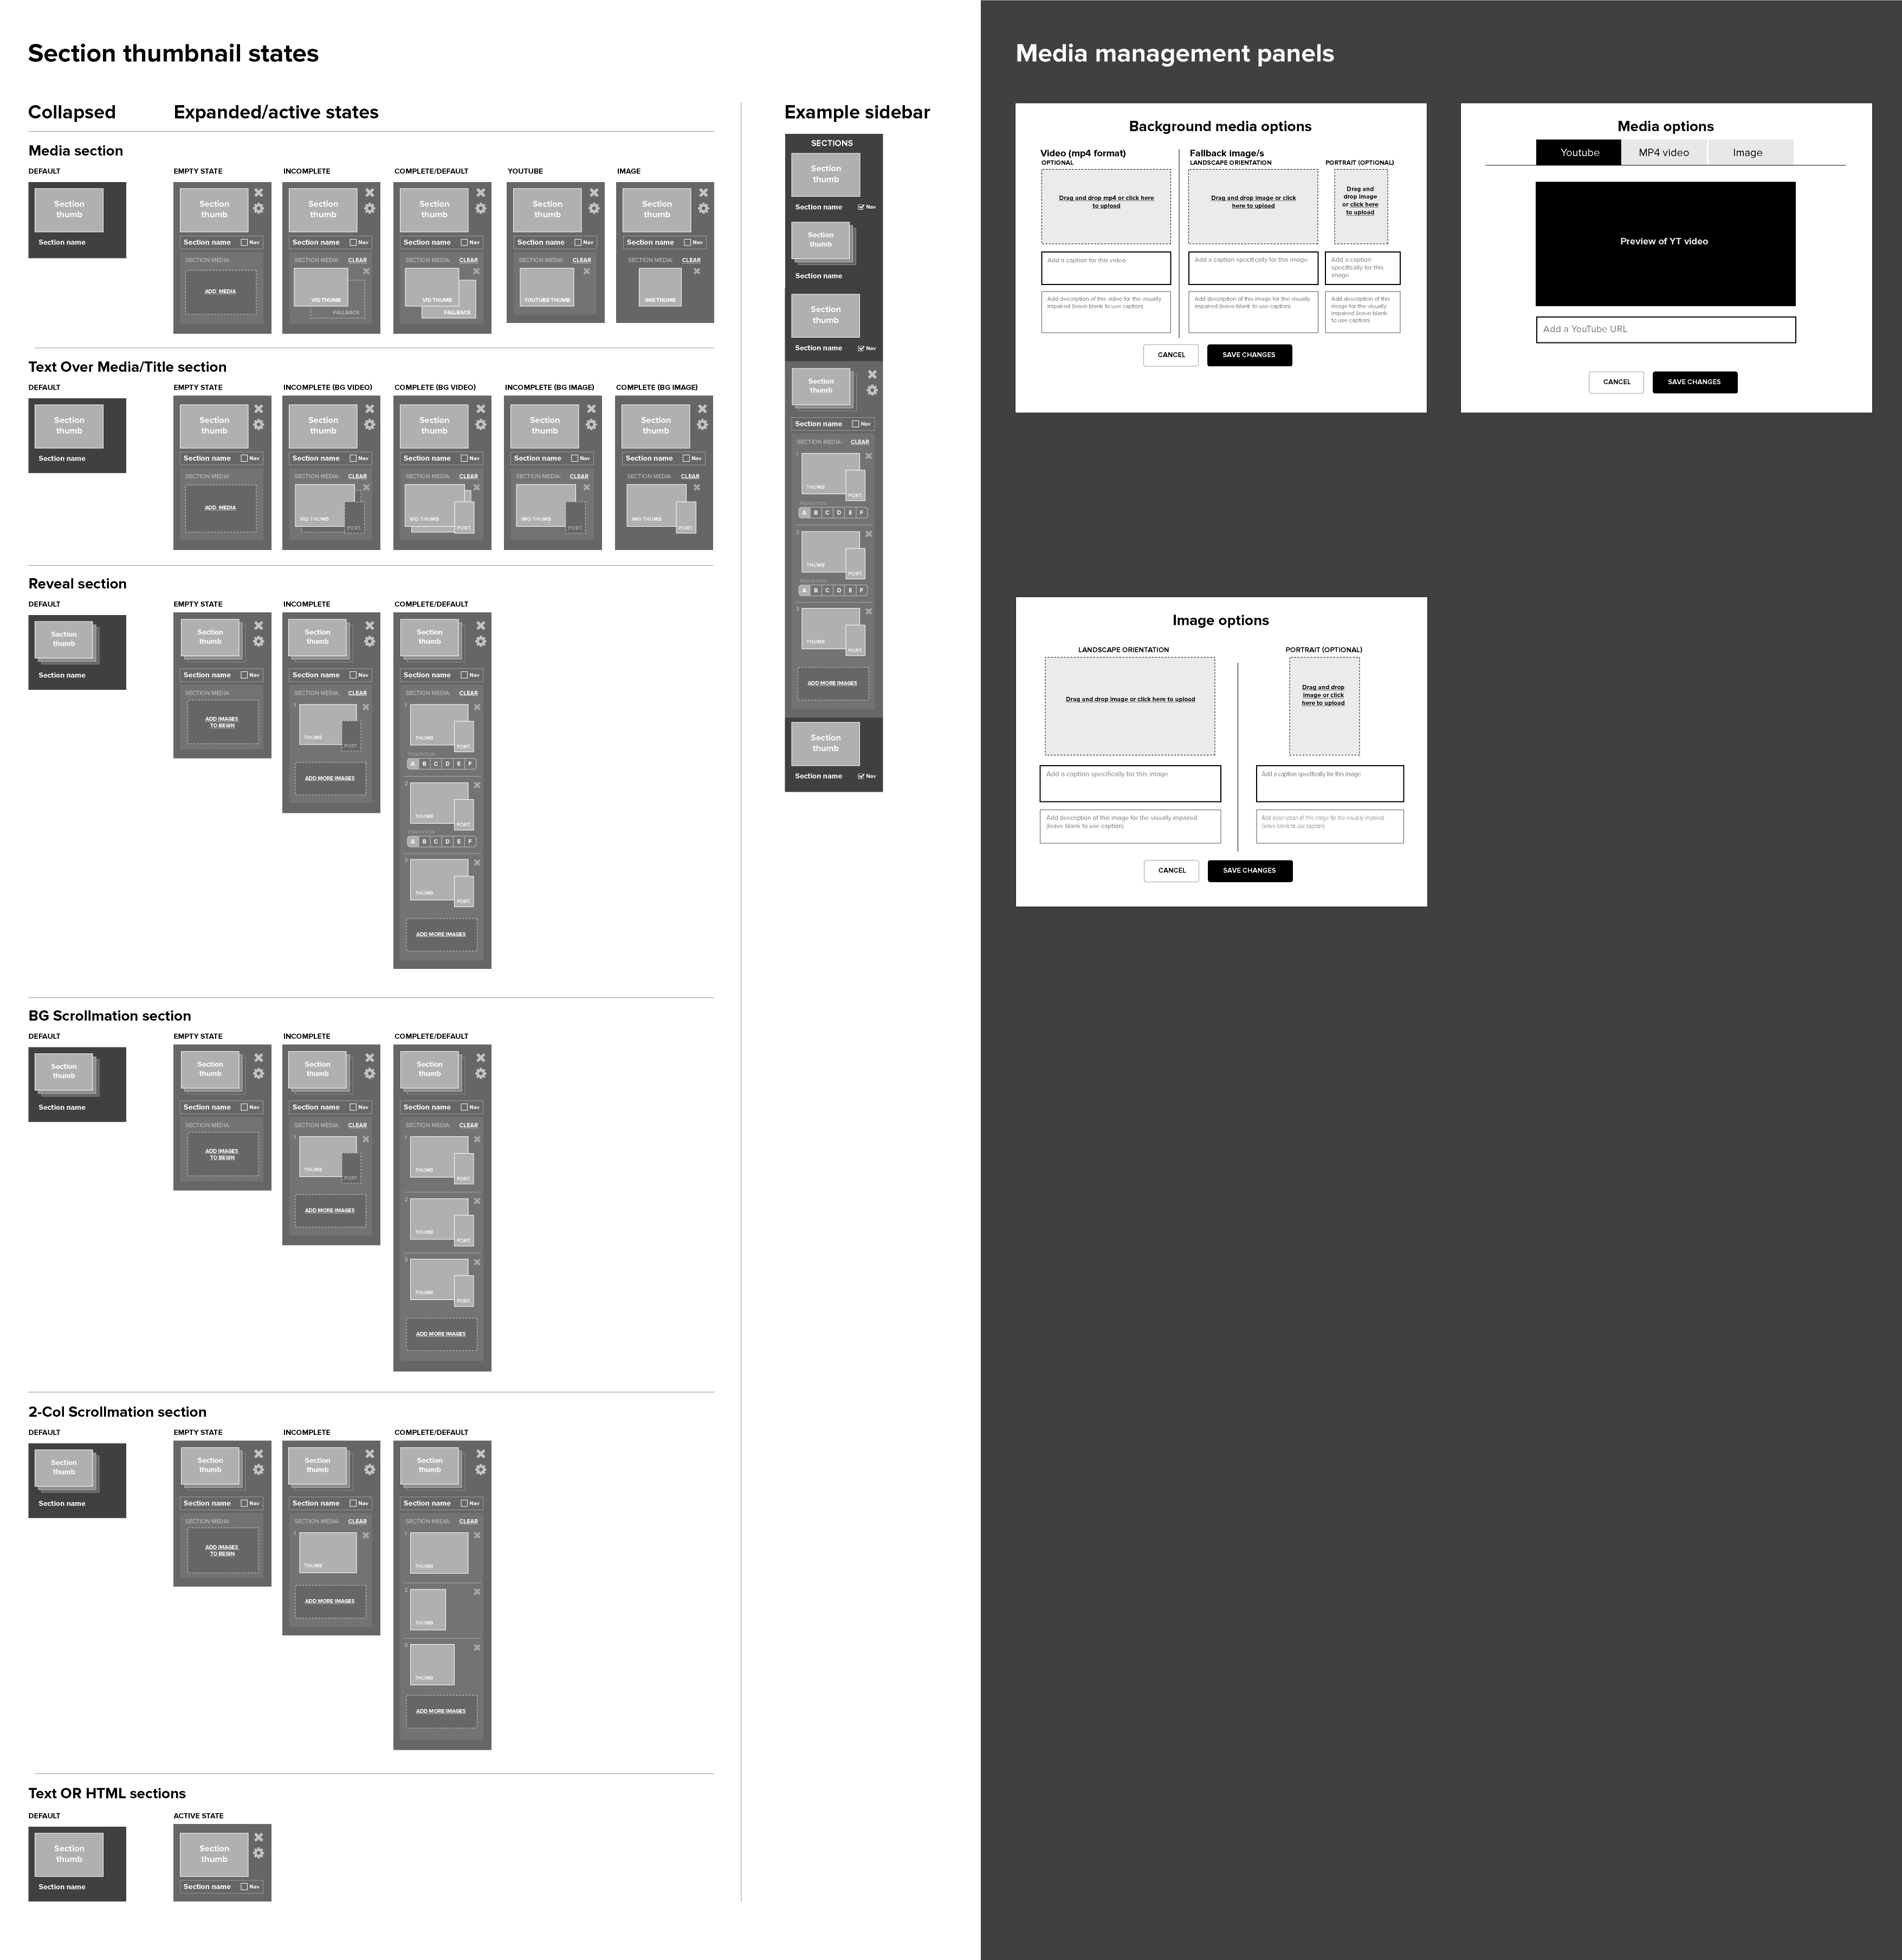 Section thumbnail states
Collapsed
Expanded/active states
Media section
DEFAULT
Section
thumb
Section name
EMPTY STATE
Section
thumb
Section name
Nav
SECTION MEDIA:
ADD MEDIA
INCOMPLETE
Section
thumb
Section name
Nav
SECTION MEDIA:
CLEAR
VID THUMB
FALLBACK
COMPLETE/DEFAULT
Section
thumb
Section name
Nav
SECTION MEDIA:
CLEAR
VID THUMB
FALLBACK
YOUTUBE
Section
thumb
Section name
Nav
SECTION MEDIA:
CLEAR
YOUTUBE THUMB
IMAGE
Section
thumb
Section name
Nav
SECTION MEDIA:
CLEAR
IMG THUMB
Text Over Media/Title section
DEFAULT
Section
thumb
Section name
EMPTY STATE
Section
thumb
Section name
Nav
SECTION MEDIA:
ADD MEDIA
INCOMPLETE (BG VIDEO)
Section
thumb
Section name
Nav
SECTION MEDIA:
CLEAR
VID THUMB
PORT.
COMPLETE (BG VIDEO)
Section
thumb
Section name
Nav
SECTION MEDIA:
CLEAR
VID THUMB
PORT.
INCOMPLETE (BG IMAGE)
Section
thumb
Section name
Nav
SECTION MEDIA:
CLEAR
IMG THUMB
PORT.
COMPLETE (BG IMAGE)
Section
thumb
Section name
Nav
SECTION MEDIA:
CLEAR
IMG THUMB
PORT.
Reveal section
DEFAULT
Section
thumb
Section name
EMPTY STATE
Section
thumb
Section name
Nav
SECTION MEDIA:
ADD IMAGES
TO BEGIN
INCOMPLETE
Section
thumb
Section name
Nav
SECTION MEDIA:
CLEAR
1
THUMB
PORT.
ADD MORE IMAGES
COMPLETE/DEFAULT
Section
thumb
Section name
Nav
SECTION MEDIA:
CLEAR
1
THUMB
PORT.
TRANSITION
A B C D E F
2
THUMB
PORT.
TRANSITION
A B C D E F
3
THUMB
PORT.
ADD MORE IMAGES
BG Scrollmation section
DEFAULT
Section
thumb
Section name
EMPTY STATE
Section
thumb
Section name
Nav
SECTION MEDIA:
ADD IMAGES
TO BEGIN
INCOMPLETE
Section
thumb
Section name
Nav
SECTION MEDIA:
CLEAR
1
THUMB
PORT.
ADD MORE IMAGES
COMPLETE/DEFAULT
Section
thumb
Section name
Nav
SECTION MEDIA:
CLEAR
1
THUMB
PORT.
2
THUMB
PORT.
3
THUMB
PORT.
ADD MORE IMAGES
2-Col Scrollmation section
DEFAULT
Section
thumb
Section name
EMPTY STATE
Section
thumb
Section name
Nav
SECTION MEDIA:
ADD IMAGES
TO BEGIN
INCOMPLETE
Section
thumb
Section name
Nav
SECTION MEDIA:
CLEAR
1
THUMB
ADD MORE IMAGES
COMPLETE/DEFAULT
Section
thumb
Section name
Nav
SECTION MEDIA:
CLEAR
1
THUMB
2
THUMB
3
THUMB
ADD MORE IMAGES
Text OR HTML sections
DEFAULT
Section
thumb
Section name
ACTIVE STATE
Section
thumb
Section name
Nav
Example sidebar
SECTIONS
Section
thumb
Section name
Nav
Section
thumb
Section name
Section
thumb
Section name
Nav
Section
thumb
Section name
Nav
SECTION MEDIA:
CLEAR
1
THUMB
PORT.
TRANSITION
A B C D E F
2
THUMB
PORT.
TRANSITION
A B C D E F
3
THUMB
PORT.
ADD MORE IMAGES
Section
thumb
Section name
Nav
Media management panels
Background media options
Video (mp4 format)
OPTIONAL
Drag and drop mp4 or click here
to upload
Add a caption for this video
Add description of this video for the visually
impaired (leave blank to use caption)
Fallback image/s
LANDSCAPE ORIENTATION
Drag and drop image or click
here to upload
Add a caption specifically for this image
Add description of this image for the visually
impaired (leave blank to use caption)
PORTRAIT (OPTIONAL)
Drag and
drop image
or click here
to upload
Add a caption
specifically for this
image
Add description of this
image for the visually
impaired (leave blank
to use caption)
CANCEL
SAVE CHANGES
Media options
Youtube
MP4 video
Image
Preview of YT video
Add a YouTube URL
CANCEL
SAVE CHANGES
Image options
LANDSCAPE ORIENTATION
Drag and drop image or click here to upload
Add a caption specifically for this image
Add description of this image for the visually impaired
(leave blank to use caption)
PORTRAIT (OPTIONAL)
Drag and drop
image or click
here to upload
Add a caption specifically for this image
Add description of this image for the visually impaired
(leave blank to use caption)
CANCEL
SAVE CHANGES